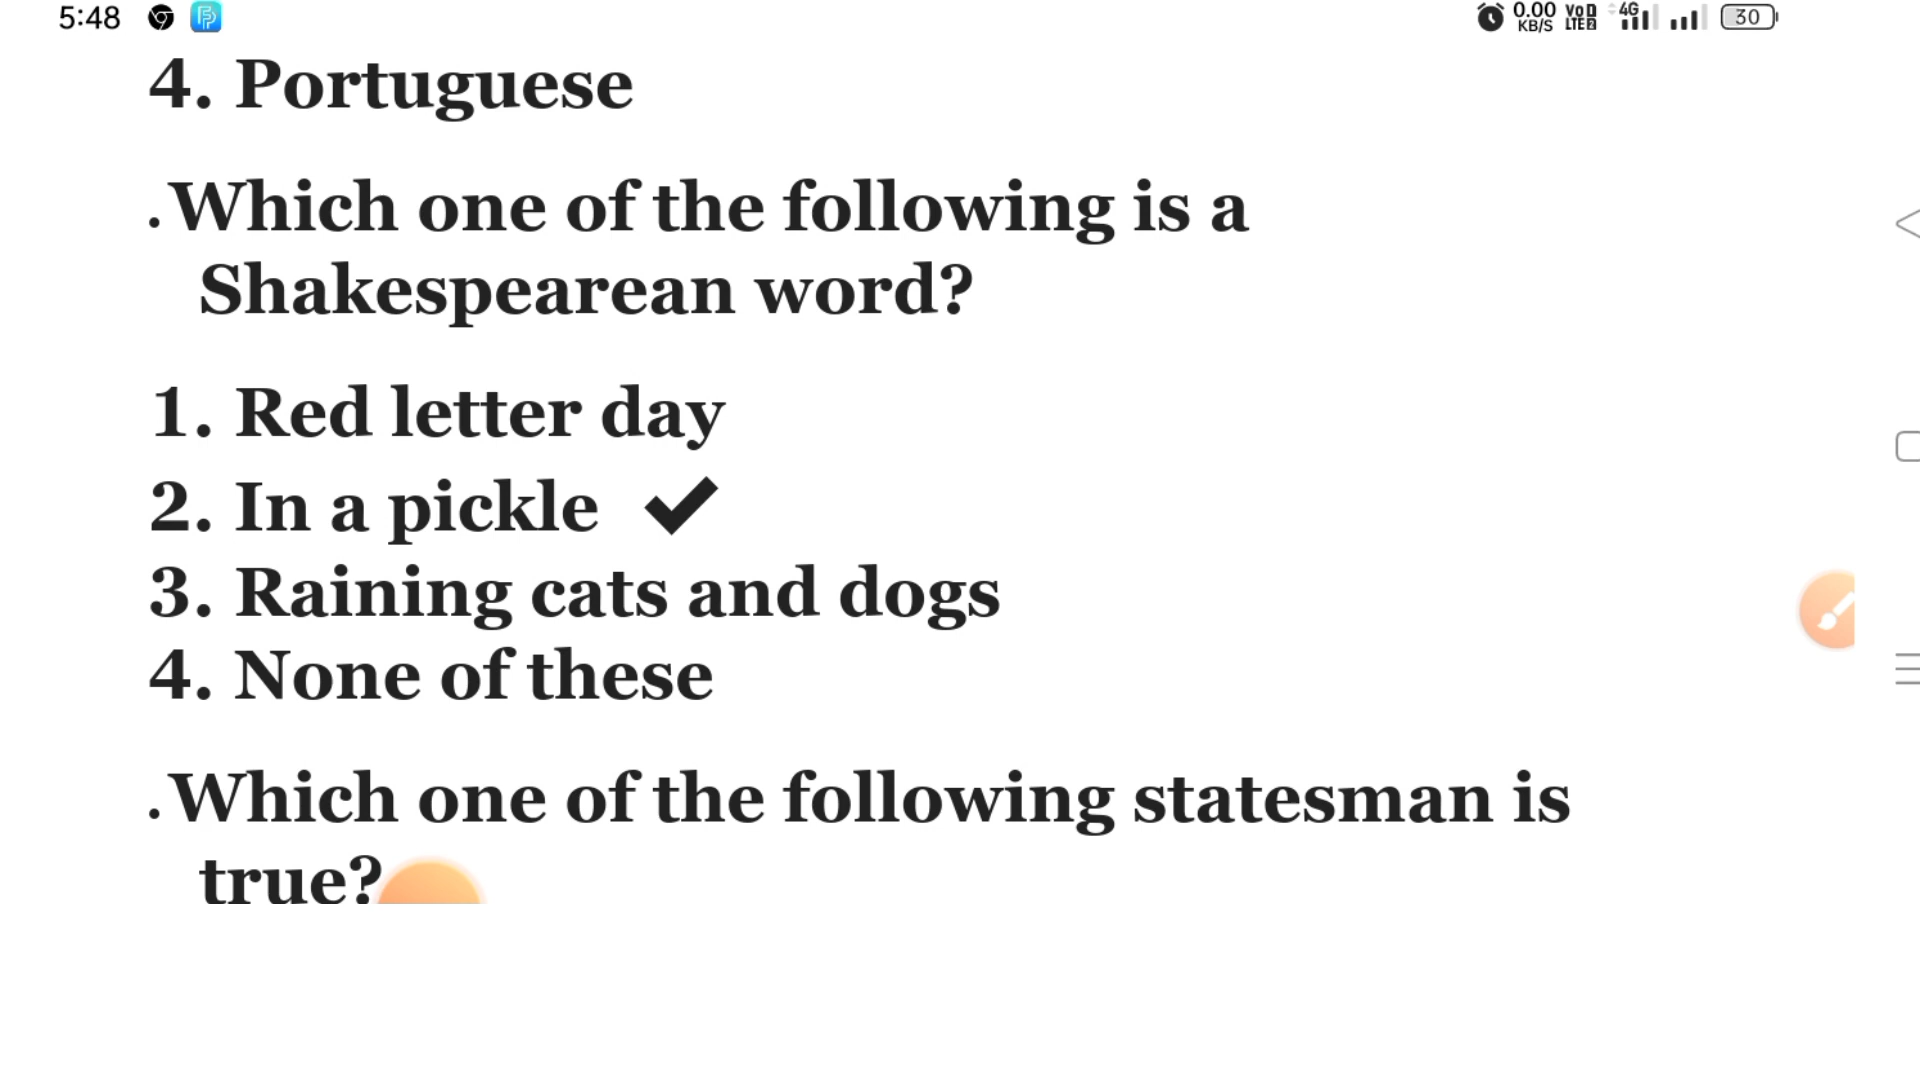 5:48 0.00 KB/S VoD LTE 2 4G 30
4. Portuguese
.Which one of the following is a
Shakespearean word?
1. Red letter day
2. In a pickle ✔
3. Raining cats and dogs
4. None of these
.Which one of the following statesman is
true?